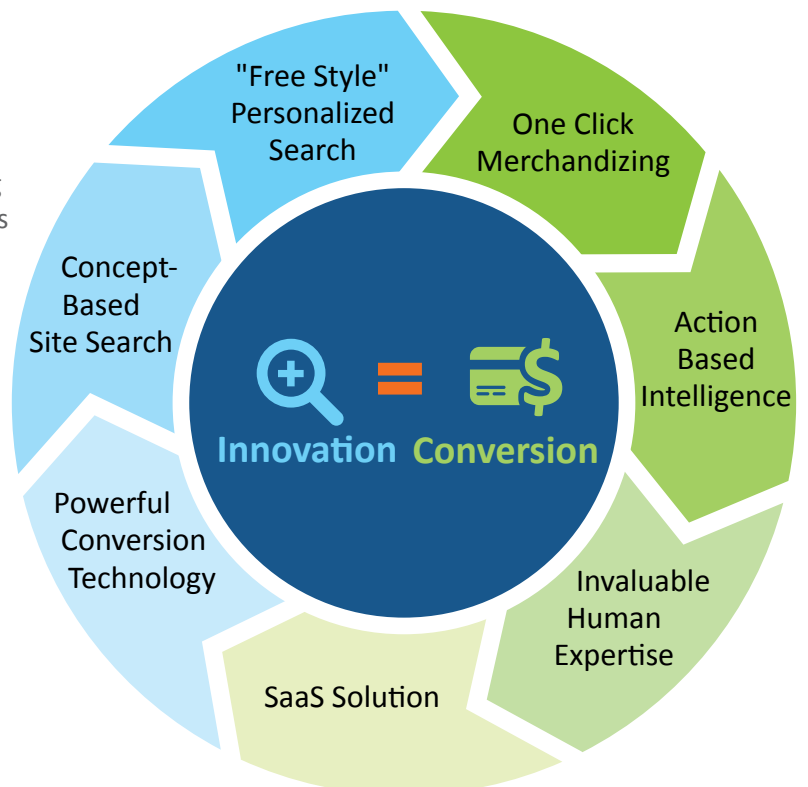 "Free Style"
Personalized
Search
One Click
Merchandizing
Action
Based
Intelligence
Invaluable
Human
Expertise
SaaS Solution
Powerful
Conversion
Technology
Concept-
Based
Site Search
=
Innovation Conversion